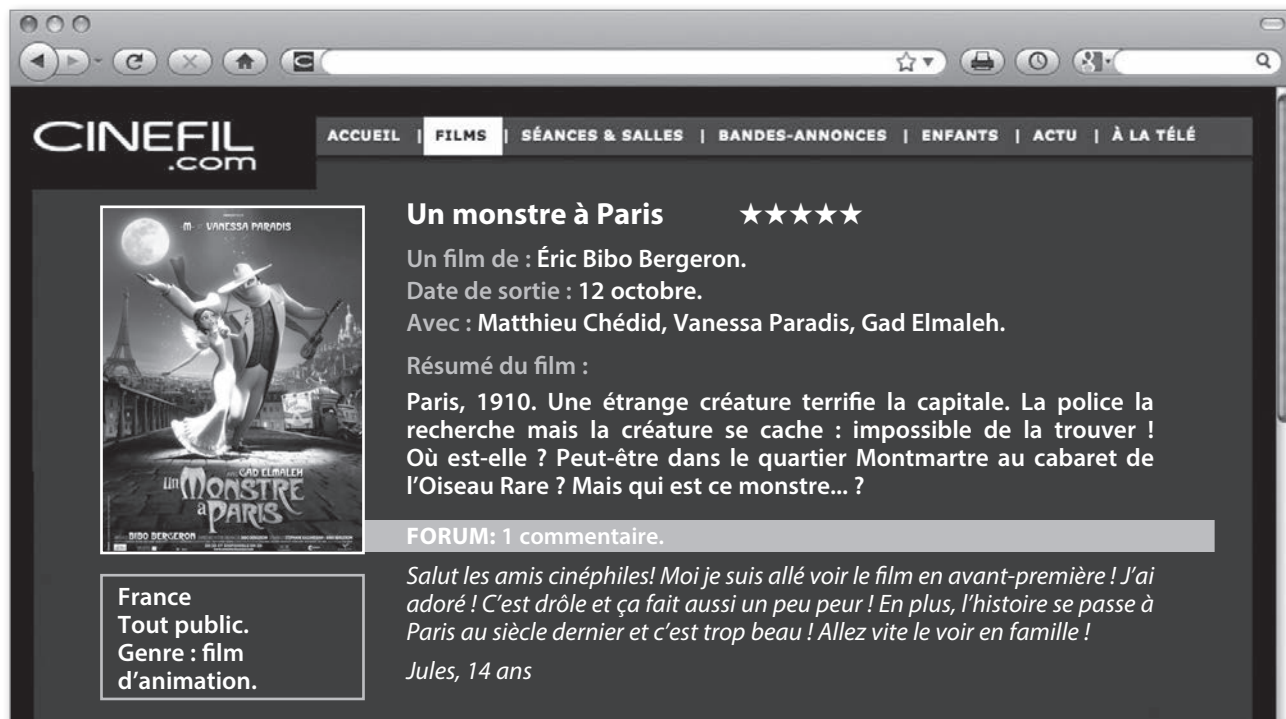 CINEFIL
.com
ACCUEIL | FILMS | SÉANCES & SALLES | BANDES-ANNONCES | ENFANTS | ACTU | À LA TÉLÉ
-M- VANESSA PARADIS
GAD ELMALEH
un MONSTRE
à PARIS
BIBO BERGERON
Un monstre à Paris ★★★★★
Un film de : Éric Bibo Bergeron.
Date de sortie : 12 octobre.
Avec : Matthieu Chédid, Vanessa Paradis, Gad Elmaleh.
Résumé du film :
Paris, 1910. Une étrange créature terrifie la capitale. La police la
recherche mais la créature se cache : impossible de la trouver !
Où est-elle ? Peut-être dans le quartier Montmartre au cabaret de
l'Oiseau Rare ? Mais qui est ce monstre... ?
FORUM: 1 commentaire.
Salut les amis cinéphiles! Moi je suis allé voir le film en avant-première ! J'ai
adoré ! C'est drôle et ça fait aussi un peu peur ! En plus, l'histoire se passe à
Paris au siècle dernier et c'est trop beau ! Allez vite le voir en famille !
Jules, 14 ans
France
Tout public.
Genre : film
d'animation.